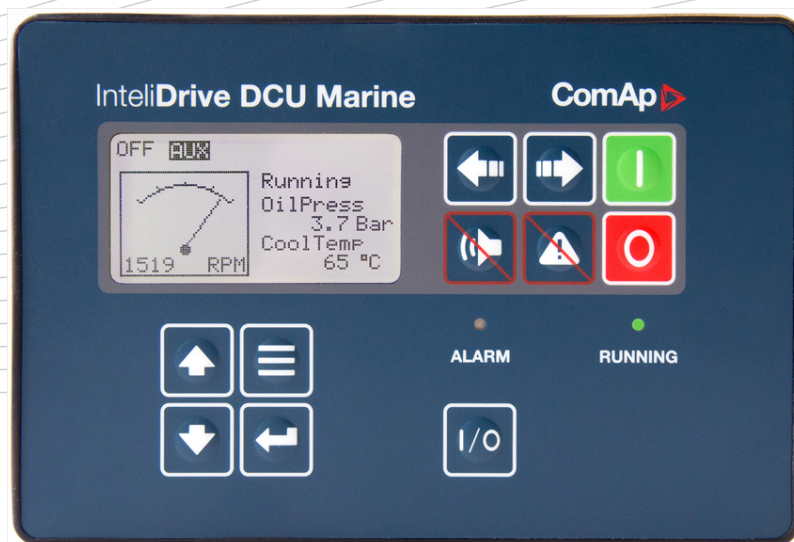 InteliDrive DCU Marine
ComAp
OFF AUX
Running
OilPress
3.7 Bar
CoolTemp
65 °C
1519 RPM
I
O
ALARM
RUNNING
I/O